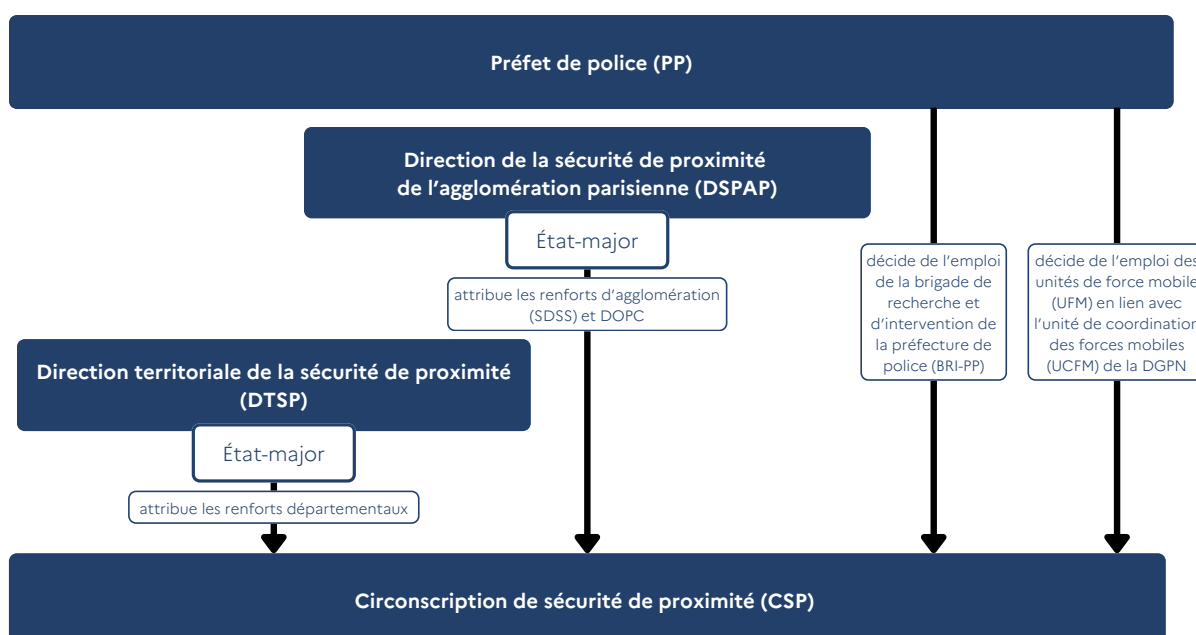 Préfet de police (PP)
Direction de la sécurité de proximité
de l’agglomération parisienne (DSPAP)
État-major
attribue les renforts d’agglomération
(SDSS) et DOPC
décide de l’emploi
de la brigade de
recherche et
d’intervention de
la préfecture de
police (BRI-PP)
décide de l’emploi des
unités de force mobile
(UFM) en lien avec
l’unité de coordination
des forces mobiles
(UCFM) de la DGPN
Direction territoriale de la sécurité de proximité
(DTSP)
État-major
attribue les renforts départementaux
Circonscription de sécurité de proximité (CSP)